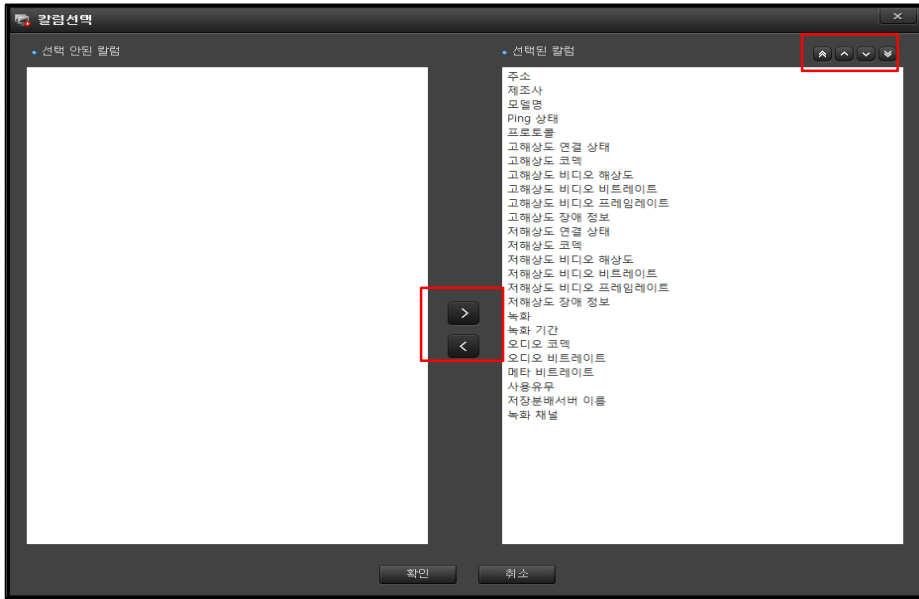 칼럼선택
선택 안된 칼럼
선택된 칼럼
주소
제조사
모델명
Ping 상태
프로토콜
고해상도 연결 상태
고해상도 코덱
고해상도 비디오 해상도
고해상도 비디오 비트레이트
고해상도 비디오 프레임레이트
고해상도 장애 정보
저해상도 연결 상태
저해상도 코덱
저해상도 비디오 해상도
저해상도 비디오 비트레이트
저해상도 비디오 프레임레이트
저해상도 장애 정보
녹화
녹화 기간
오디오 코덱
오디오 비트레이트
메타 비트레이트
사용유무
저장분배서버 이름
녹화 채널
확인
취소